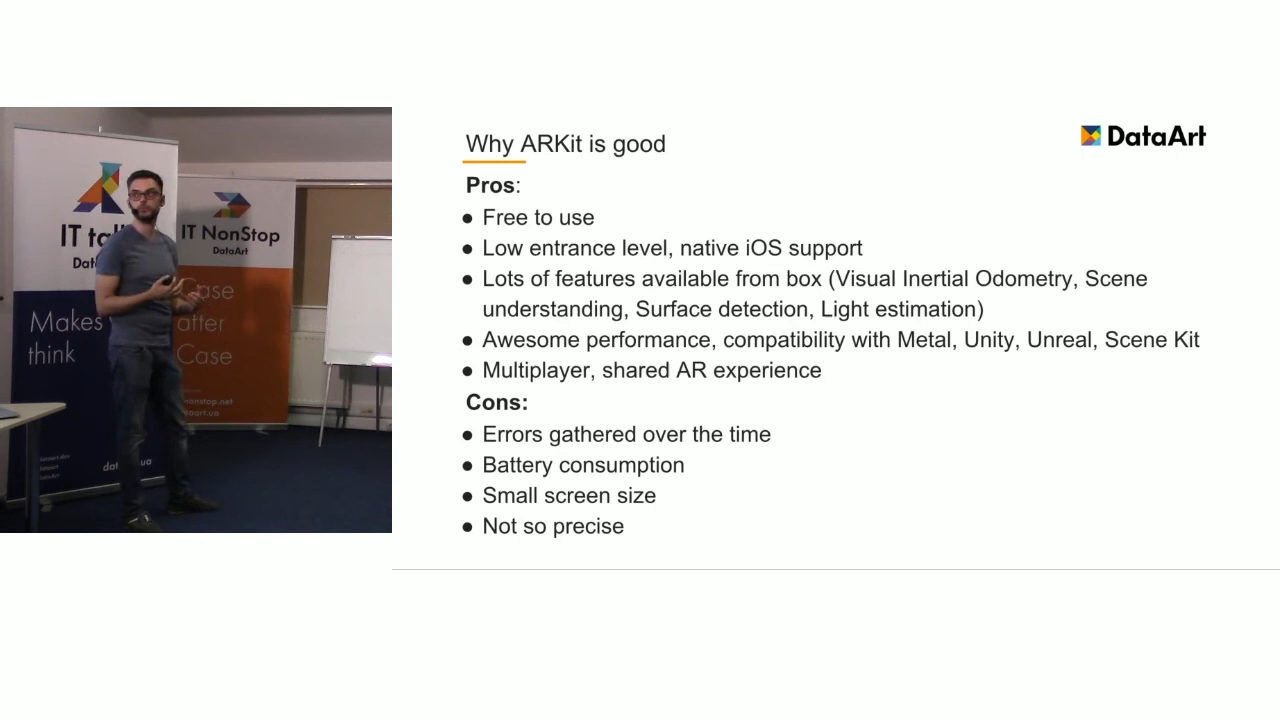 Why ARKit is good
DataArt
Pros:
● Free to use
● Low entrance level, native iOS support
● Lots of features available from box (Visual Inertial Odometry, Scene
understanding, Surface detection, Light estimation)
● Awesome performance, compatibility with Metal, Unity, Unreal, Scene Kit
● Multiplayer, shared AR experience
Cons:
● Errors gathered over the time
● Battery consumption
● Small screen size
● Not so precise
IT
Makes
think
IT NonStop
DataArt
Case
Case